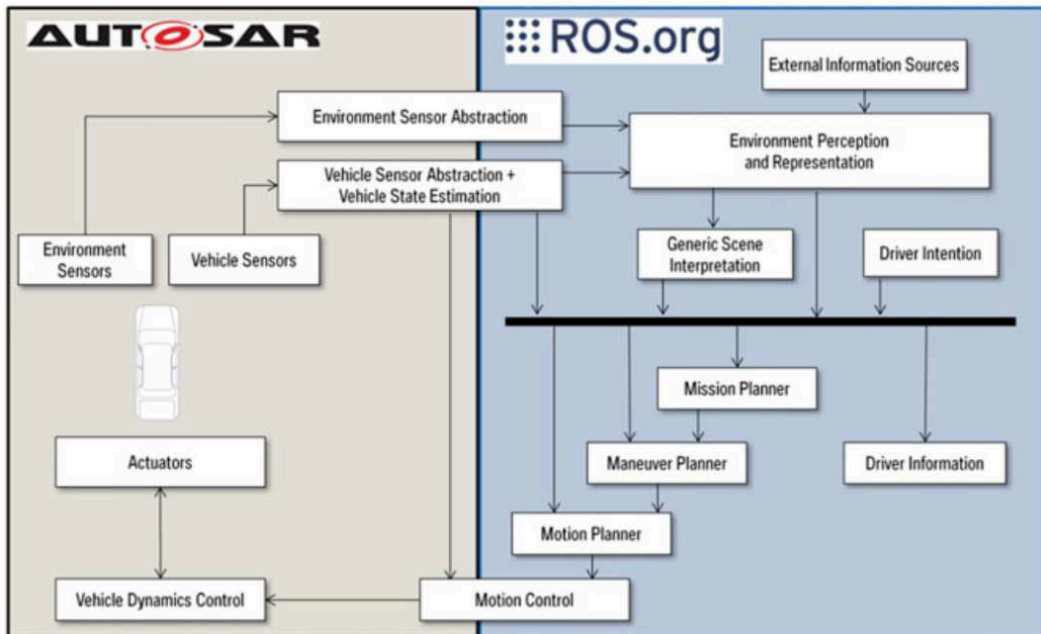 AUTOSAR
ROS.org
External Information Sources
Environment Sensor Abstraction
Environment Perception
and Representation
Vehicle Sensor Abstraction +
Vehicle State Estimation
Environment
Sensors
Vehicle Sensors
Generic Scene
Interpretation
Driver Intention
Mission Planner
Actuators
Maneuver Planner
Driver Information
Motion Planner
Vehicle Dynamics Control
Motion Control